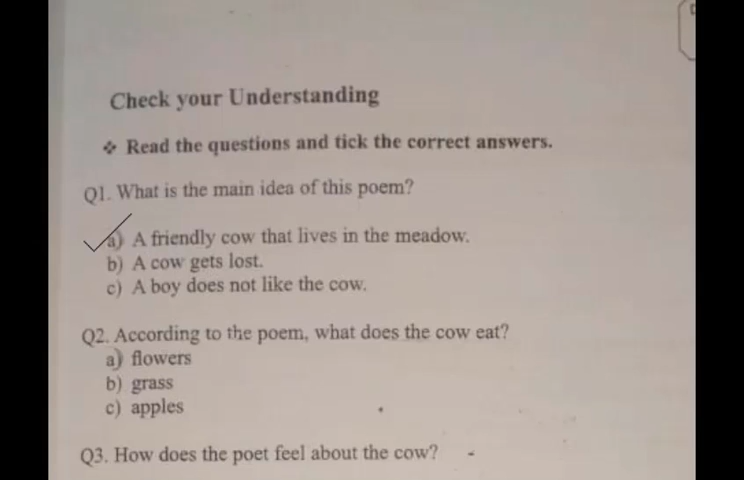 Check your Understanding
❖ Read the questions and tick the correct answers.
Q1. What is the main idea of this poem?
a) A friendly cow that lives in the meadow.
b) A cow gets lost.
c) A boy does not like the cow.
Q2. According to the poem, what does the cow eat?
a) flowers
b) grass
c) apples
Q3. How does the poet feel about the cow?